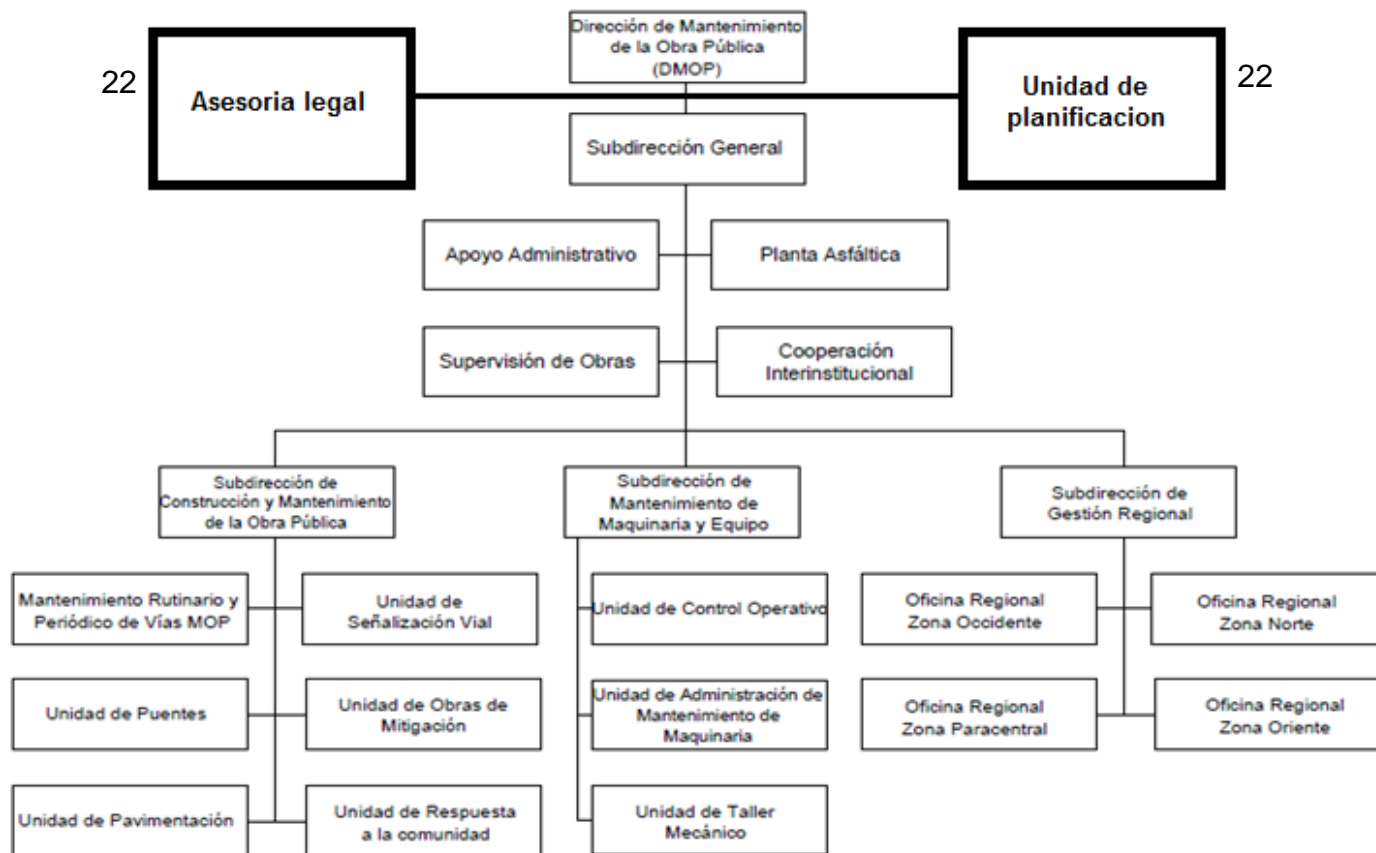 Dirección de Mantenimiento
de la Obra Pública
(DMOP)
22
Asesoria legal
Unidad de
planificacion
22
Subdirección General
Apoyo Administrativo
Planta Asfáltica
Supervisión de Obras
Cooperación
Interinstitucional
Subdirección de
Construcción y Mantenimiento
de la Obra Pública
Subdirección de
Mantenimiento de
Maquinaria y Equipo
Subdirección de
Gestión Regional
Mantenimiento Rutinario y
Periódico de Vías MOP
Unidad de
Señalización Vial
Unidad de Control Operativo
Oficina Regional
Zona Occidente
Oficina Regional
Zona Norte
Unidad de Puentes
Unidad de Obras de
Mitigación
Unidad de Administración de
Mantenimiento de
Maquinaria
Oficina Regional
Zona Paracentral
Oficina Regional
Zona Oriente
Unidad de Pavimentación
Unidad de Respuesta
a la comunidad
Unidad de Taller
Mecánico